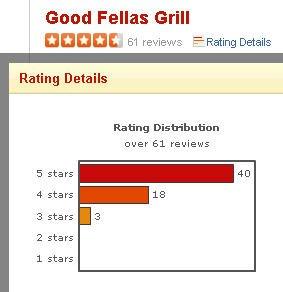 Good Fellas Grill
61 reviews Rating Details
Rating Details
Rating Distribution
over 61 reviews
5 stars 40
4 stars 18
3 stars 3
2 stars
1 stars